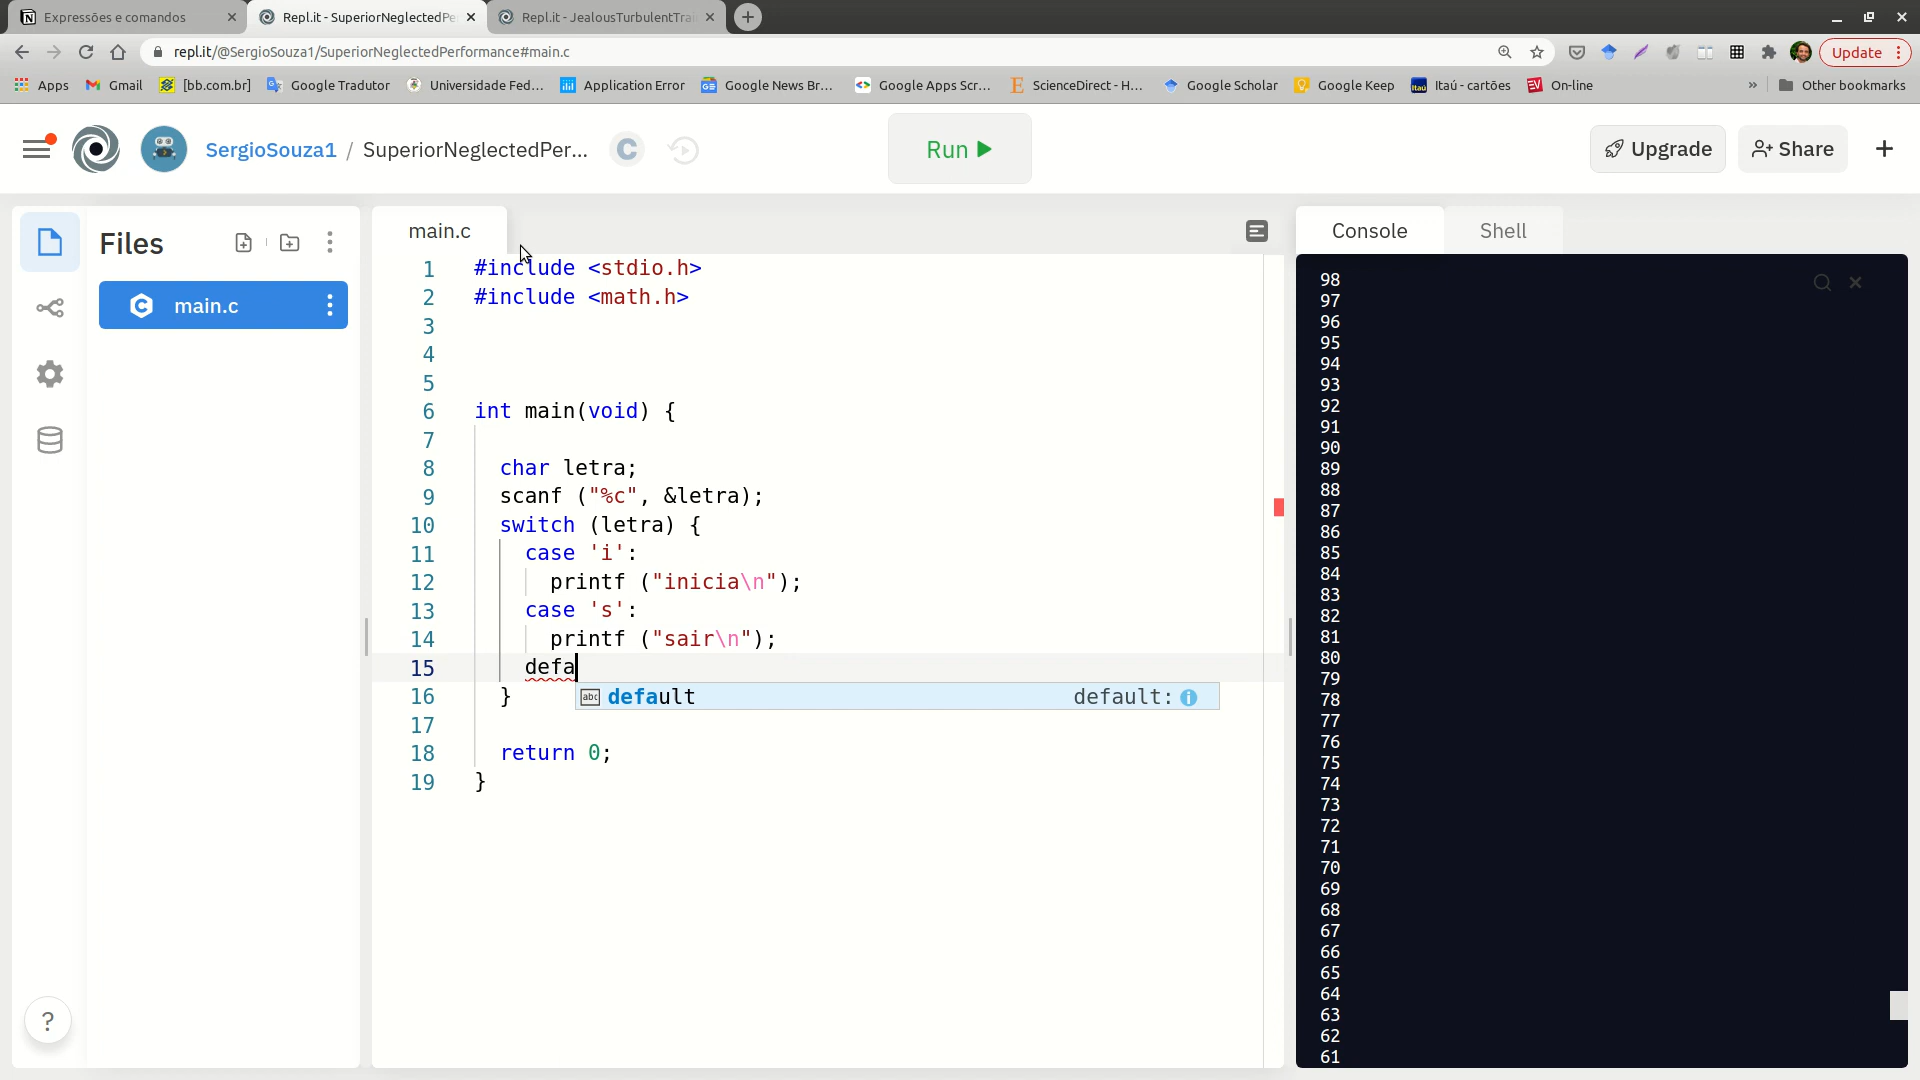 Expressões e comandos
Repl.it - SuperiorNeglectedPe
Repl.it - JealousTurbulentTrai
repl.it/@SergioSouza1/SuperiorNeglectedPerformance#main.c
Update
Apps
Gmail
[bb.com.br]
Google Tradutor
Universidade Fed...
Application Error
Google News Br...
Google Apps Scr...
ScienceDirect - H...
Google Scholar
Google Keep
Itaú - cartões
On-line
Other bookmarks
SergioSouza1 / SuperiorNeglectedPer...
Run
Upgrade
Share
Files
main.c
main.c
1 #include <stdio.h>
2 #include <math.h>
3
4
5
6 int main(void) {
7
8 char letra;
9 scanf ("%c", &letra);
10 switch (letra) {
11 case 'i':
12 printf ("inicia\n");
13 case 's':
14 printf ("sair\n");
15 defa
16 }
abc default default:
17
18 return 0;
19 }
?
Console
Shell
98
97
96
95
94
93
92
91
90
89
88
87
86
85
84
83
82
81
80
79
78
77
76
75
74
73
72
71
70
69
68
67
66
65
64
63
62
61